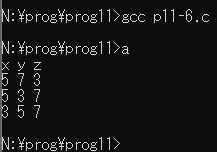 N:¥prog¥prog11>gcc p11-6.c
N:¥prog¥prog11>a
x y z
5 7 3
5 3 7
3 5 7
N:¥prog¥prog11>